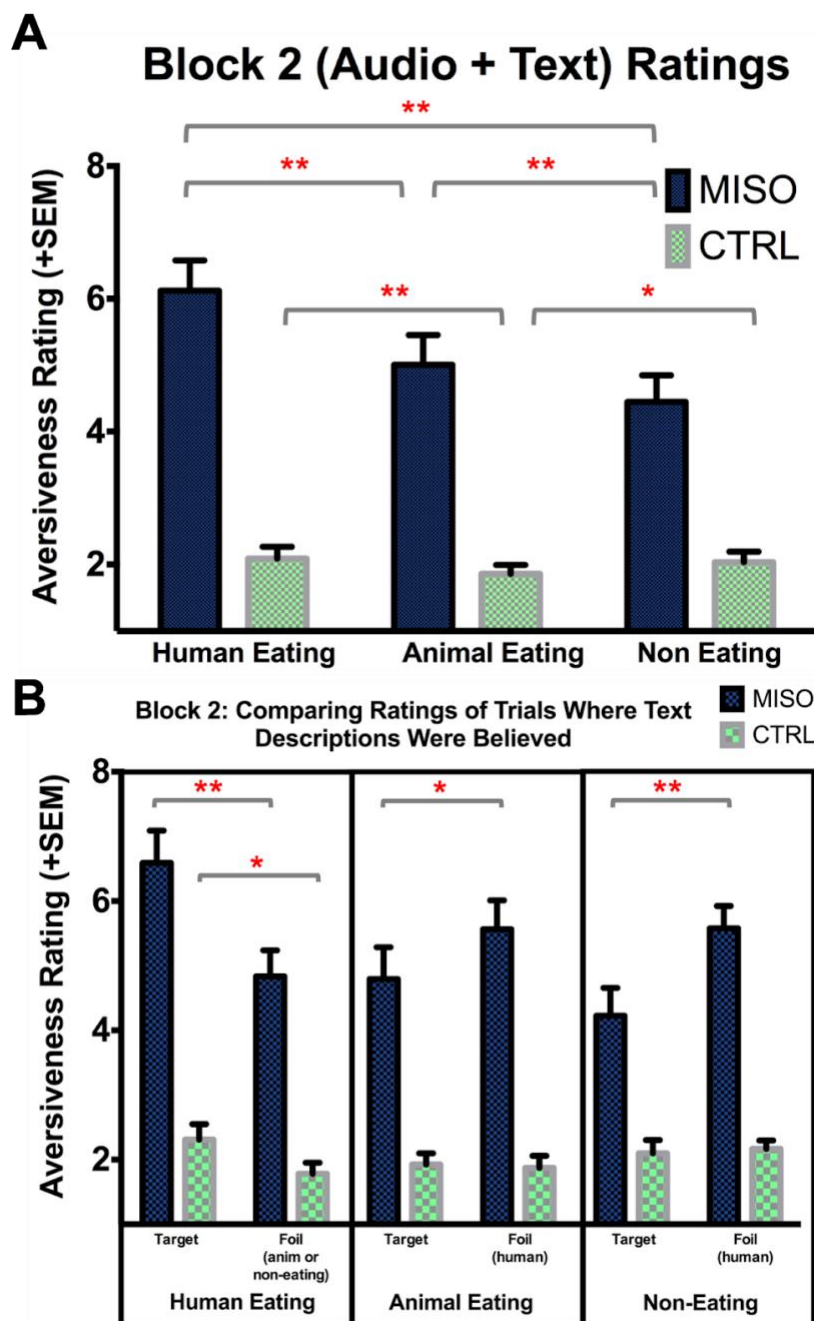 A
Block 2 (Audio + Text) Ratings
**
**
**
MISO
CTRL
**
*
Aversiveness Rating (+SEM)
8
6
4
2
Human Eating
Animal Eating
Non Eating
B
Block 2: Comparing Ratings of Trials Where Text
Descriptions Were Believed
MISO
CTRL
**
*
*
**
Aversiveness Rating (+SEM)
8
6
4
2
Target
Foil
(anim or
non-eating)
Human Eating
Target
Foil
(human)
Animal Eating
Target
Foil
(human)
Non-Eating